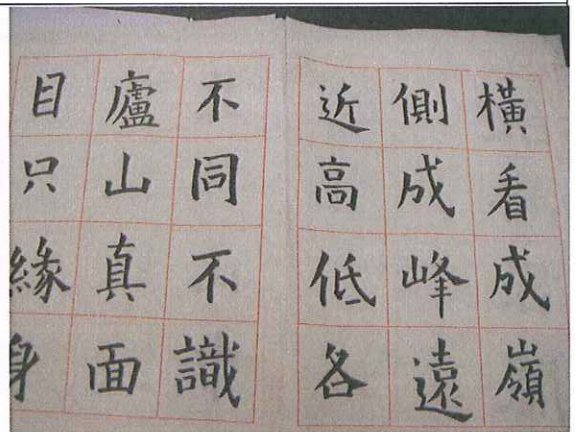 橫看成嶺
側成峰遠
近高低各
不同不識
廬山真面
目只緣身